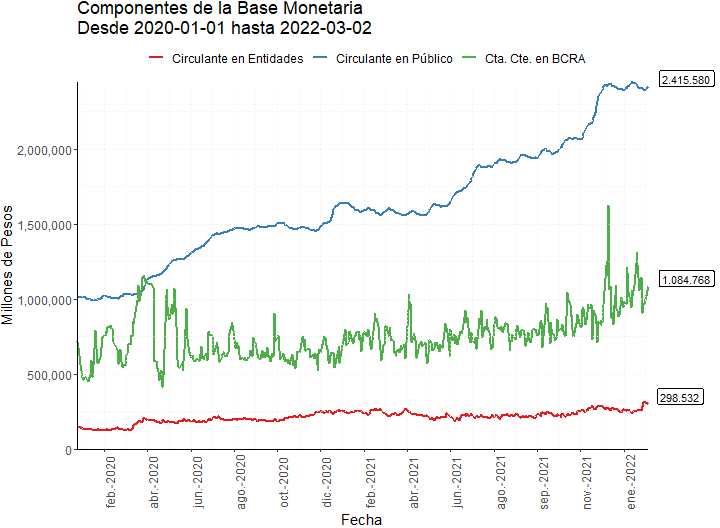 Componentes de la Base Monetaria
Desde 2020-01-01 hasta 2022-03-02
Circulante en Entidades Circulante en Público Cta. Cte. en BCRA
Millones de Pesos
2,000,000
1,500,000
1,000,000
500,000
0
2.415.580
1.084.768
298.532
feb.-2020 abr.-2020 jun.-2020 ago.-2020 oct.-2020 dic.-2020 feb.-2021 abr.-2021 jun.-2021 ago.-2021 sep.-2021 nov.-2021 ene.-2022
Fecha